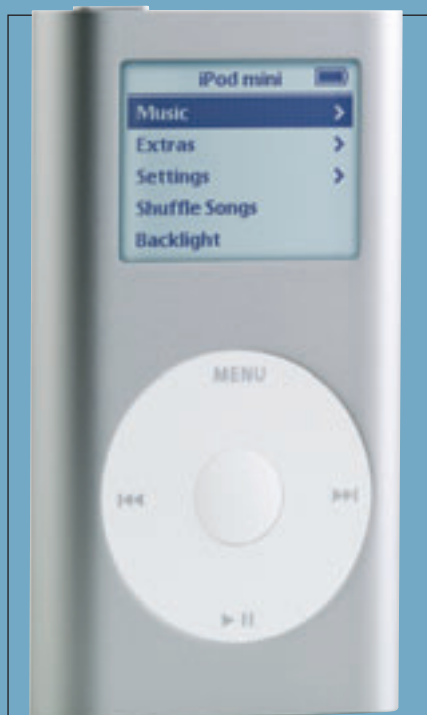 iPod mini
Music
Extras
Settings
Shuffle Songs
Backlight
MENU